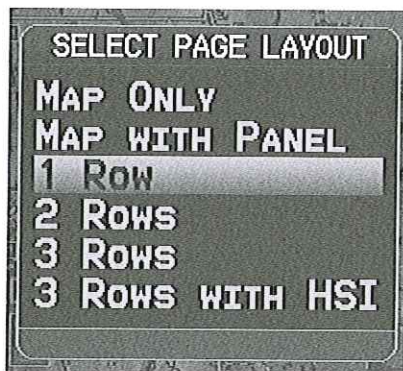 SELECT PAGE LAYOUT
MAP ONLY
MAP WITH PANEL
1 ROW
2 ROWS
3 ROWS
3 ROWS WITH HSI